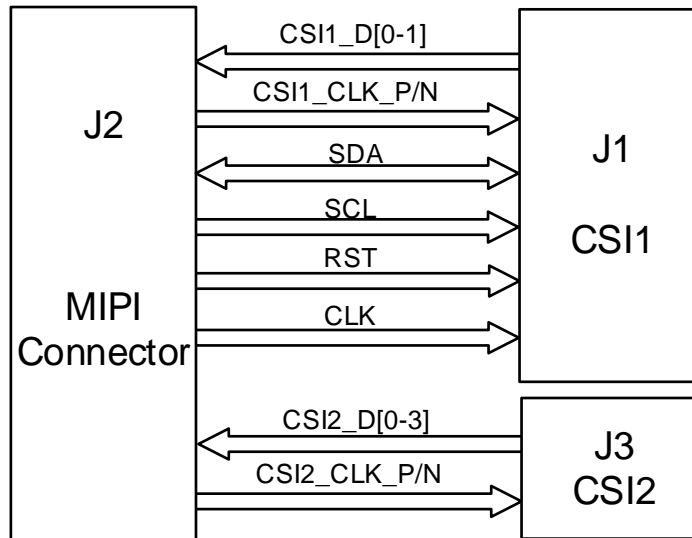 J2
MIPI
Connector
CSI1_D[0-1]
CSI1_CLK_P/N
SDA
SCL
RST
CLK
CSI2_D[0-3]
CSI2_CLK_P/N
J1
CSI1
J3
CSI2